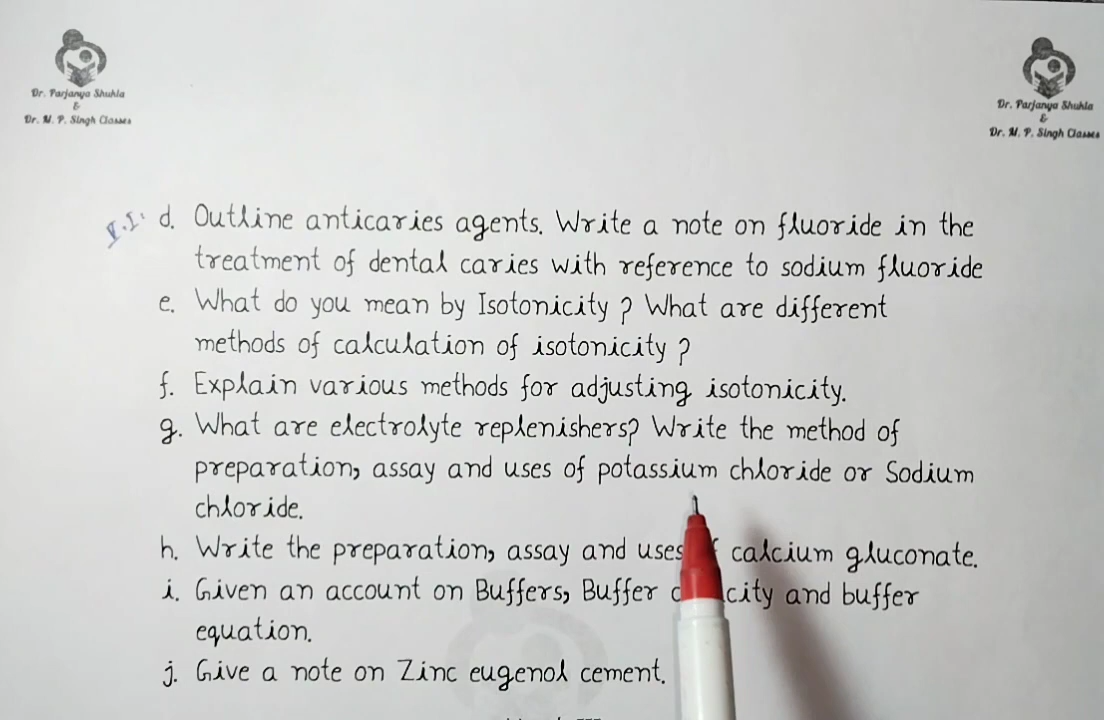 Dr. Parjanya Shukla
&
Dr. M. P. Singh Classes
Dr. Parjanya Shukla
&
Dr. M. P. Singh Classes
d. Outline anticaries agents. Write a note on fluoride in the
treatment of dental caries with reference to sodium fluoride
e. What do you mean by Isotonicity ? What are different
methods of calculation of isotonicity ?
f. Explain various methods for adjusting isotonicity.
g. What are electrolyte replenishers? Write the method of
preparation, assay and uses of potassium chloride or Sodium
chloride.
h. Write the preparation, assay and uses calcium gluconate.
i. Given an account on Buffers, Buffer city and buffer
equation.
j. Give a note on Zinc eugenol cement.